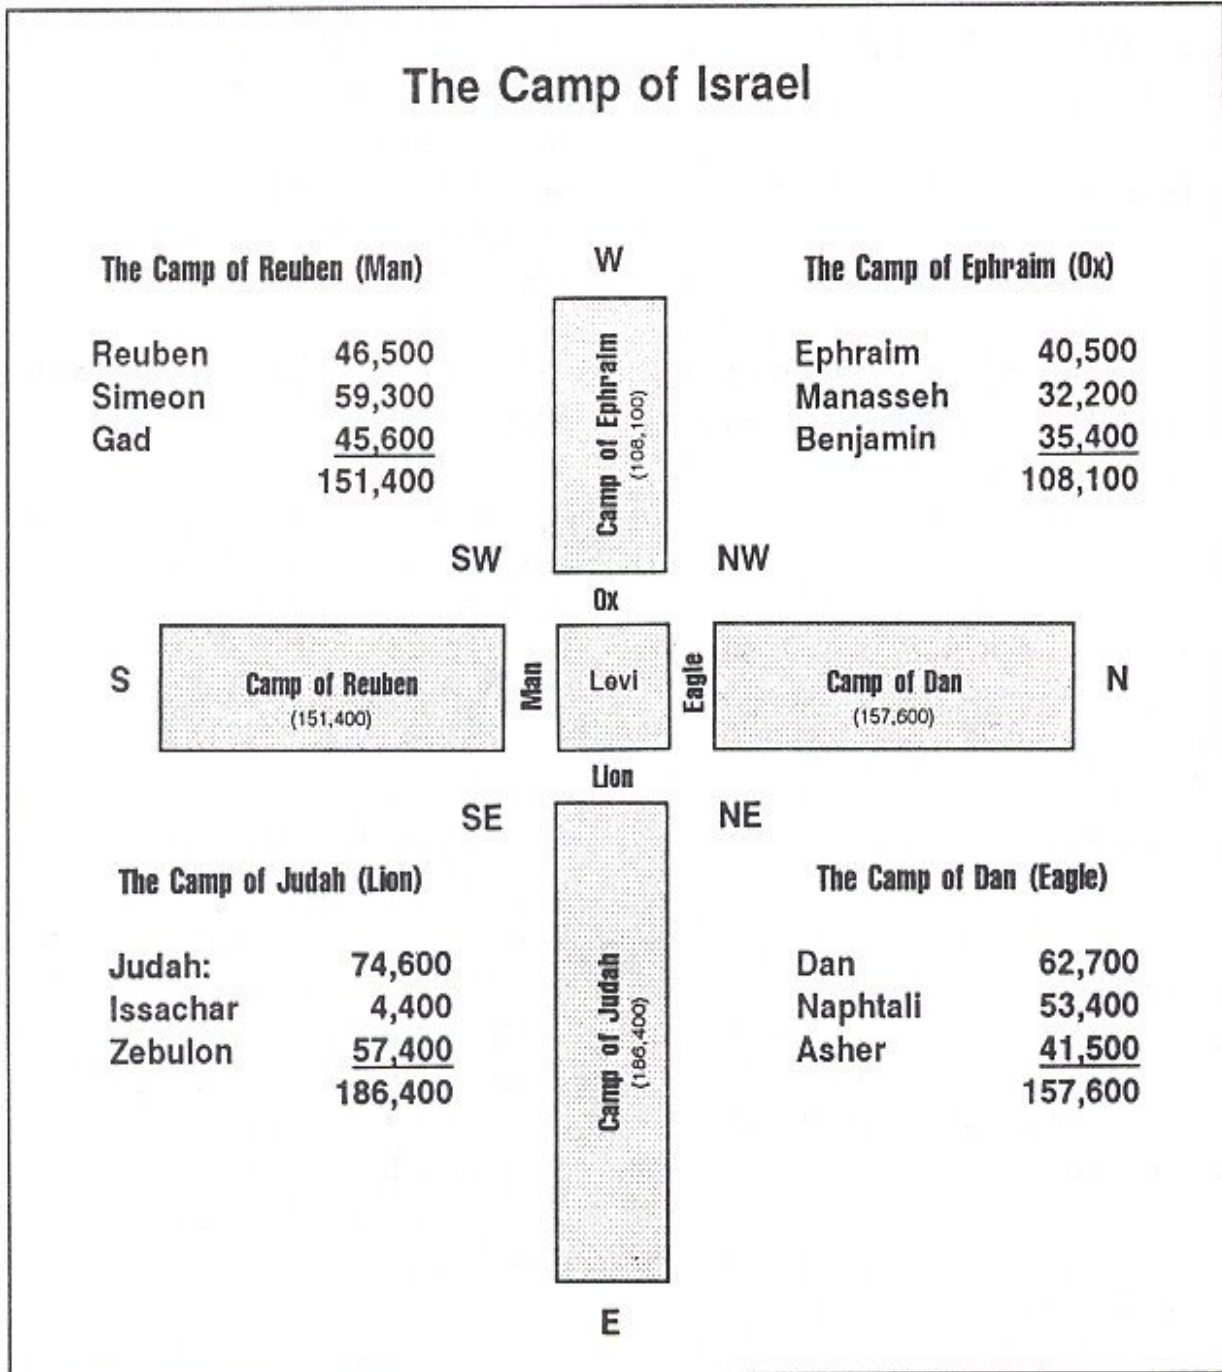 The Camp of Israel
W
The Camp of Reuben (Man)
Reuben 46,500
Simeon 59,300
Gad 45,600
151,400
The Camp of Ephraim (Ox)
Ephraim 40,500
Manasseh 32,200
Benjamin 35,400
108,100
Camp of Ephraim
(108,100)
SW
NW
Ox
S
Camp of Reuben
(151,400)
Man
Levi
Eagle
Camp of Dan
(157,600)
N
Lion
SE
NE
The Camp of Judah (Lion)
Judah: 74,600
Issachar 4,400
Zebulon 57,400
186,400
Camp of Judah
(186,400)
The Camp of Dan (Eagle)
Dan 62,700
Naphtali 53,400
Asher 41,500
157,600
E